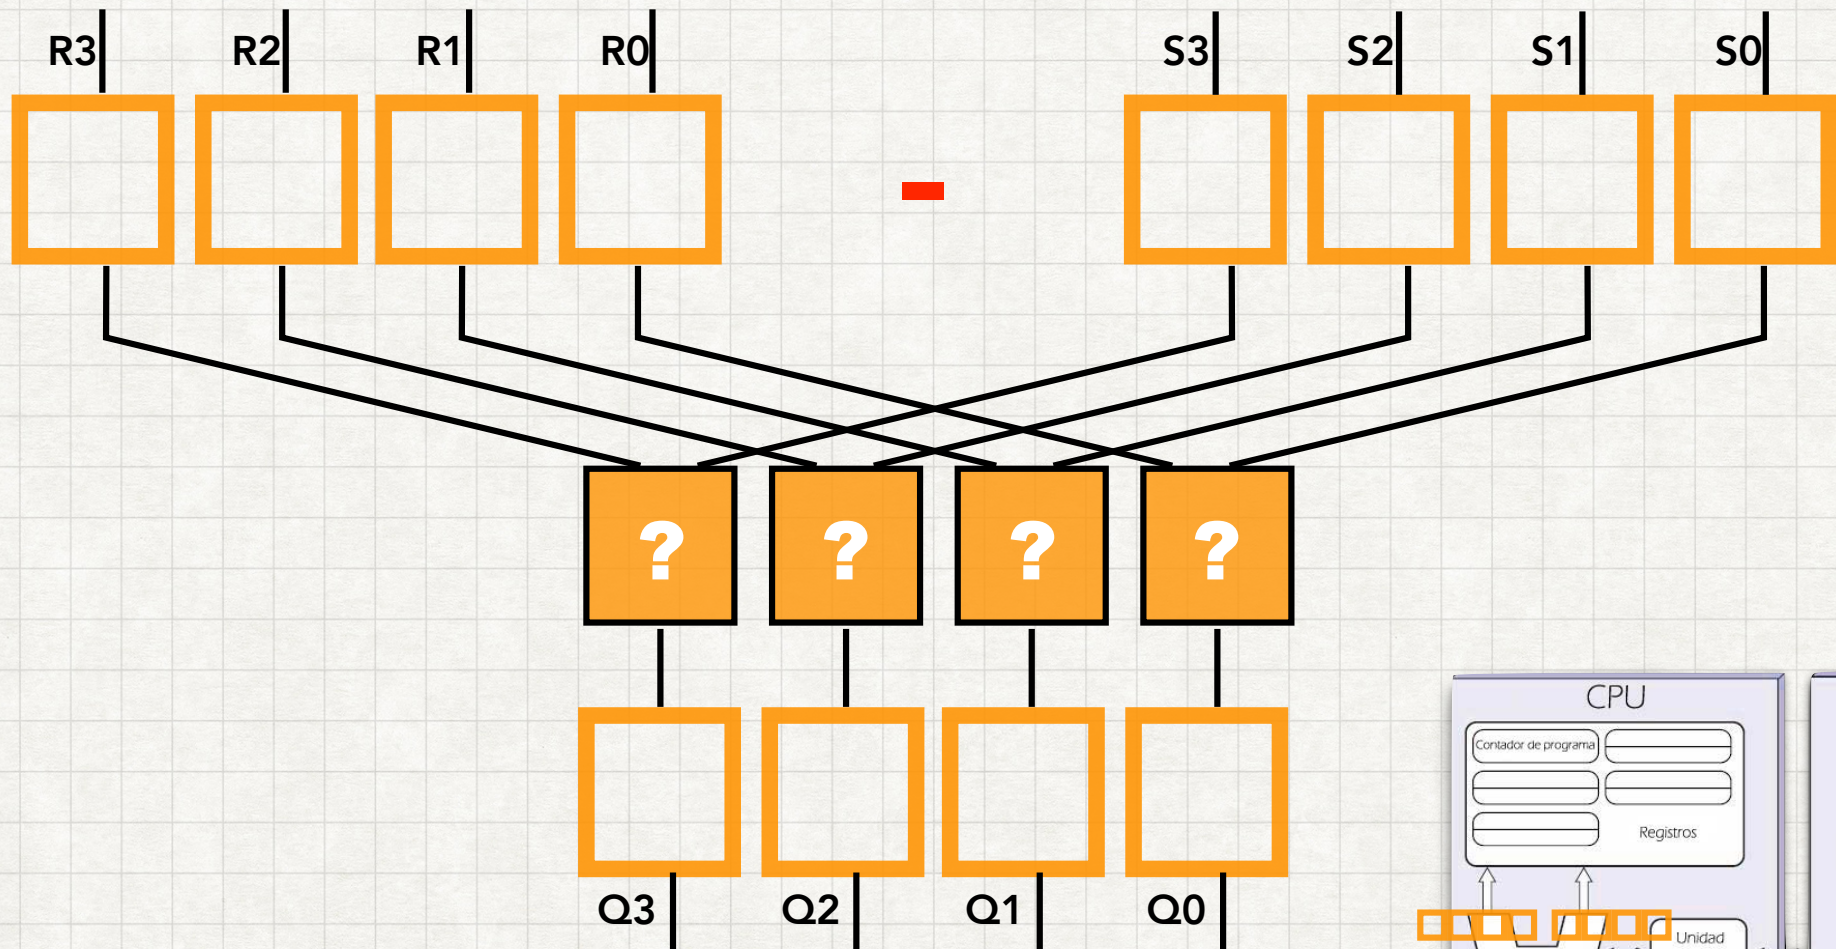 R3 R2 R1 R0 S3 S2 S1 S0
-
? ? ? ?
Q3 Q2 Q1 Q0
CPU
Contador de programa
Registros
Unidad